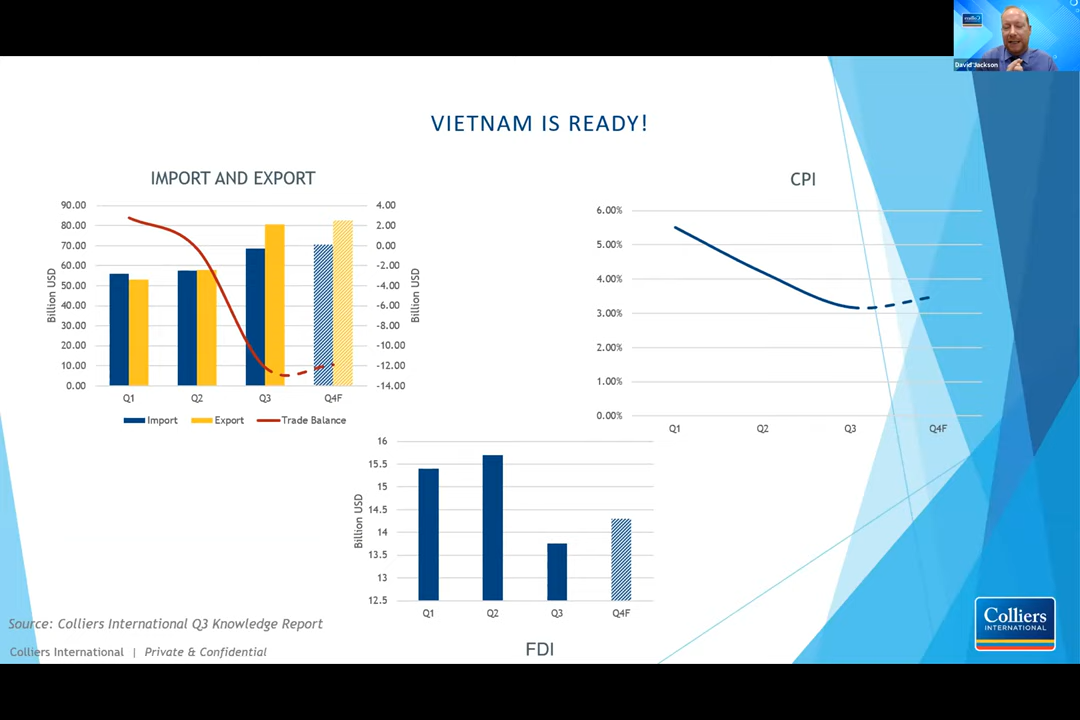 David Jackson
VIETNAM IS READY!
IMPORT AND EXPORT
90.00
80.00
70.00
60.00
50.00
40.00
30.00
20.00
10.00
0.00
Billion USD
4.00
2.00
0.00
-2.00
-4.00
-6.00
-8.00
-10.00
-12.00
-14.00
Billion USD
Q1 Q2 Q3 Q4F
Import Export Trade Balance
CPI
6.00%
5.00%
4.00%
3.00%
2.00%
1.00%
0.00%
Q1 Q2 Q3 Q4F
16
15.5
15
14.5
14
13.5
13
12.5
Billion USD
Q1 Q2 Q3 Q4F
FDI
Source: Colliers International Q3 Knowledge Report
Colliers International | Private & Confidential
Colliers
INTERNATIONAL